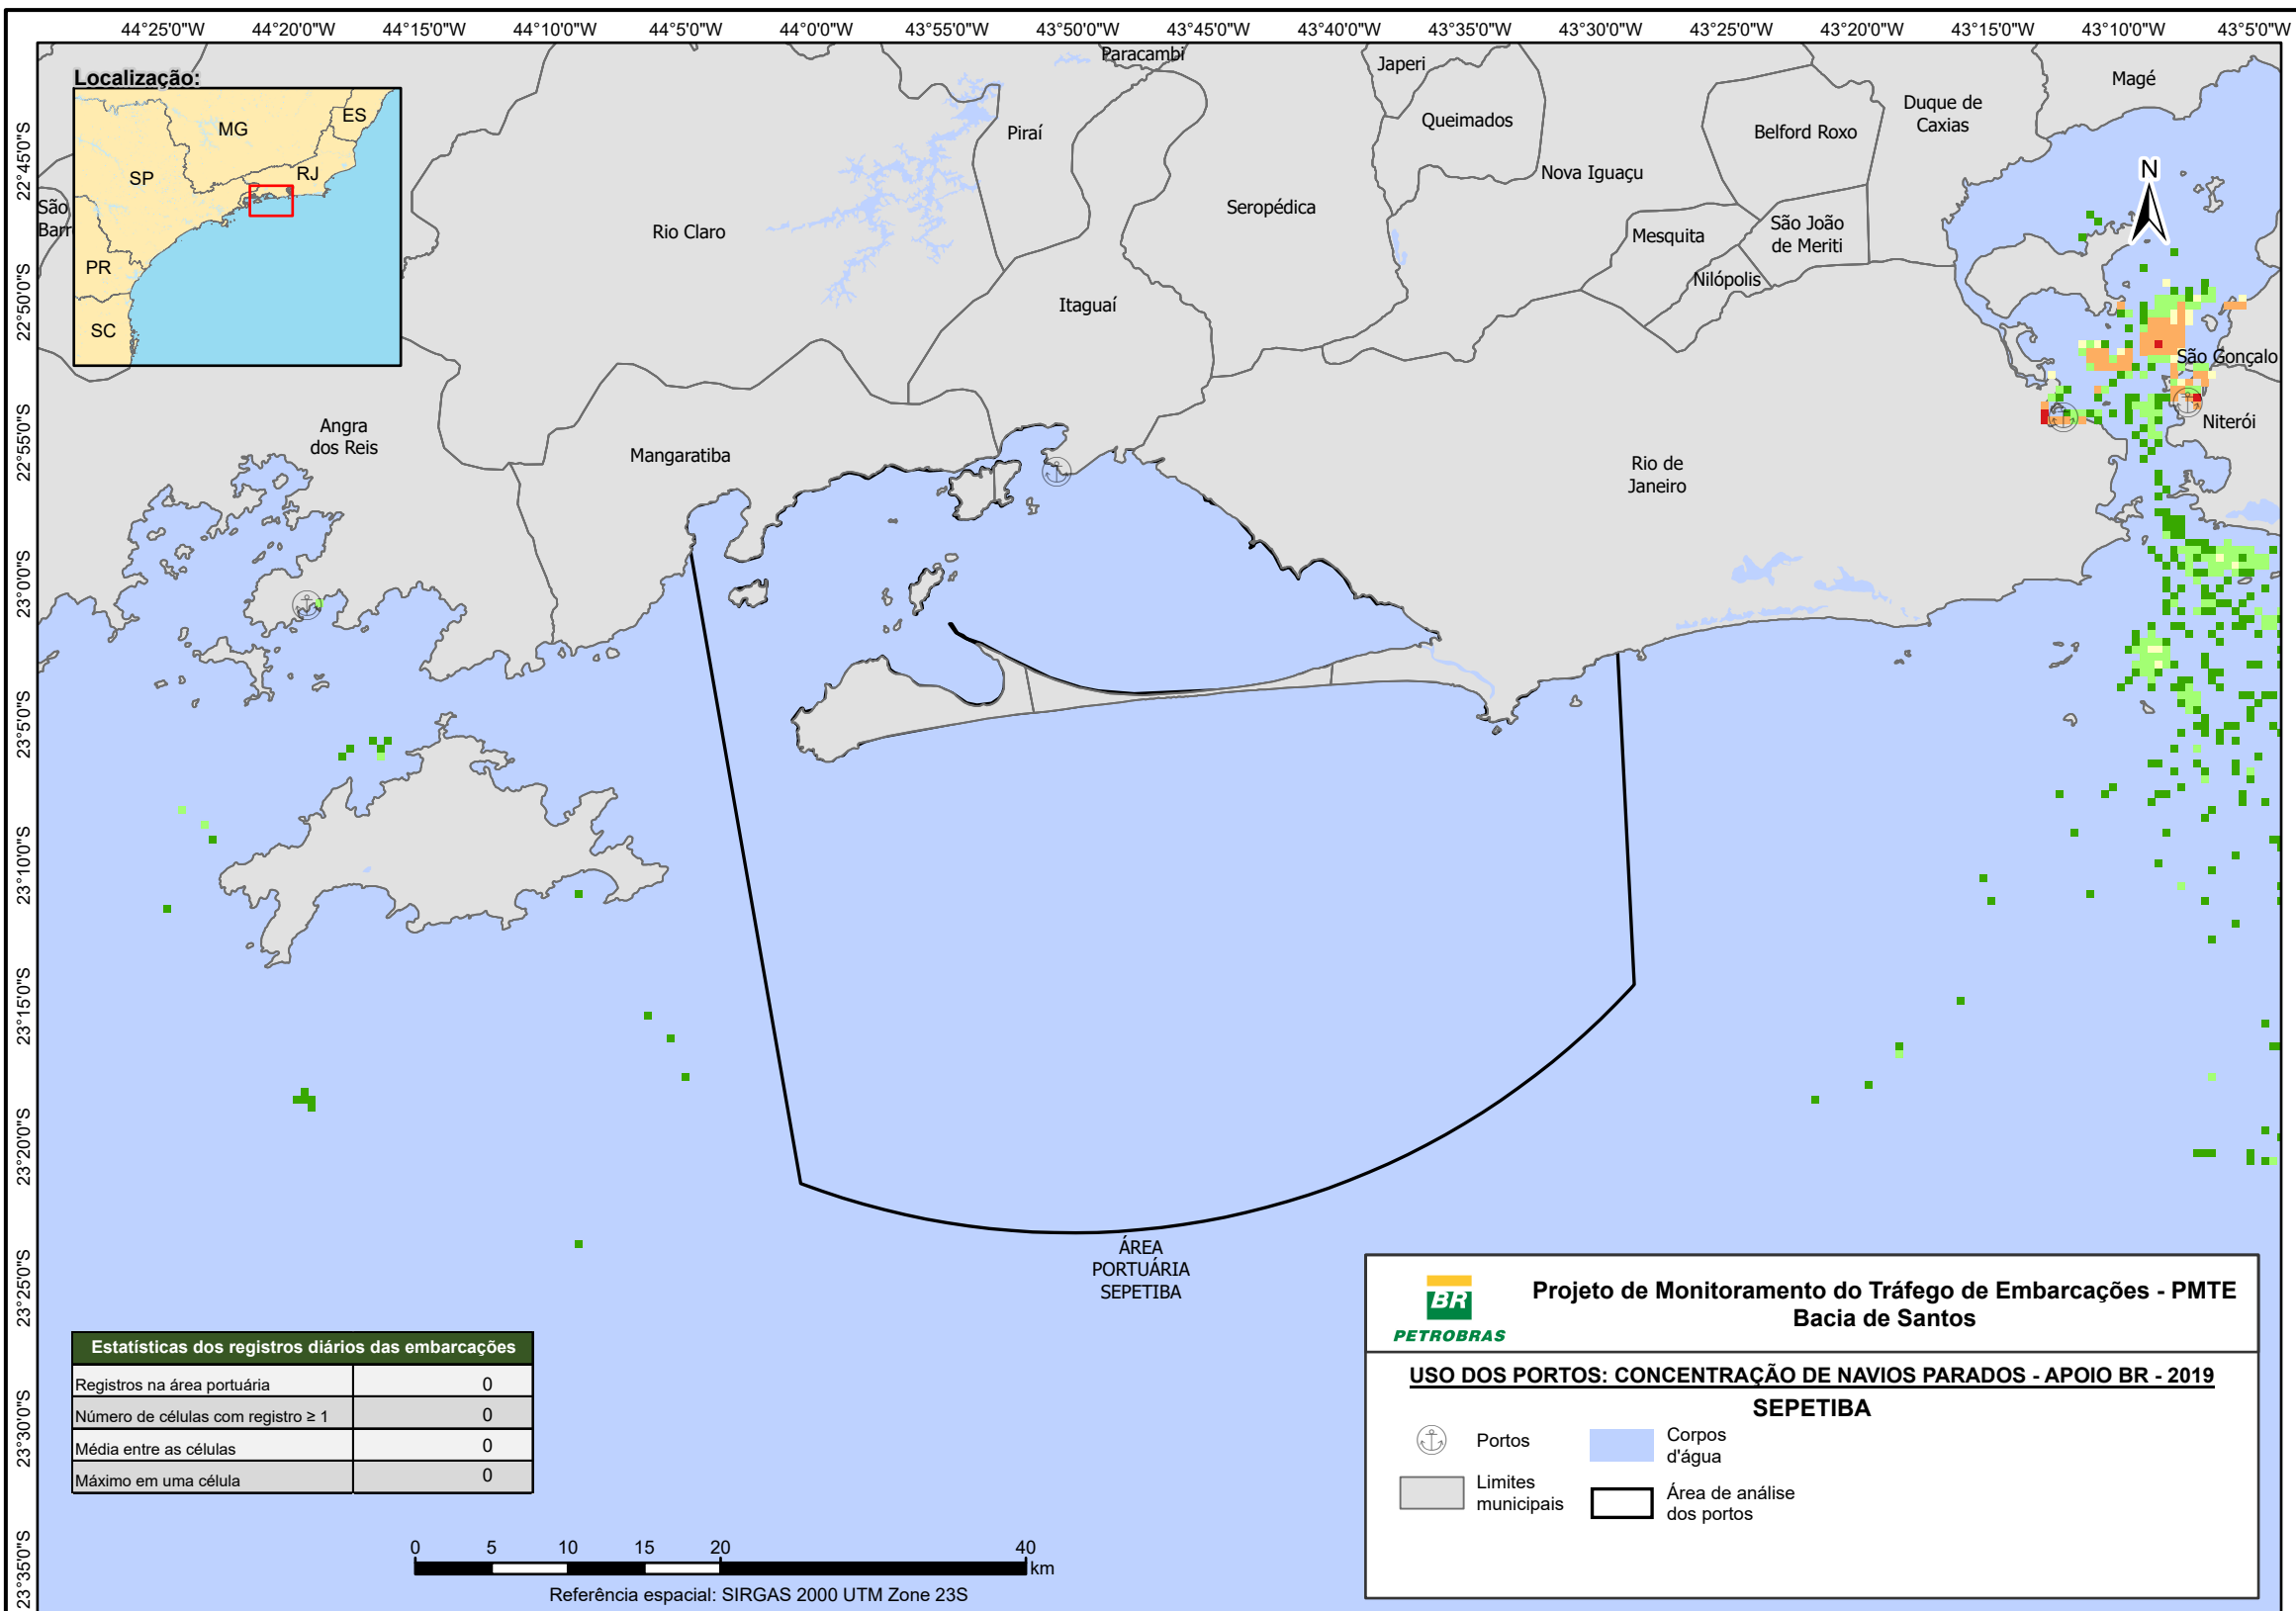 44°25'0"W 44°20'0"W 44°15'0"W 44°10'0"W 44°5'0"W 44°0'0"W 43°55'0"W 43°50'0"W 43°45'0"W 43°40'0"W 43°35'0"W 43°30'0"W 43°25'0"W 43°20'0"W 43°15'0"W 43°10'0"W 43°5'0"W
22°45'0"S
22°50'0"S
22°55'0"S
23°0'0"S
23°5'0"S
23°10'0"S
23°15'0"S
23°20'0"S
23°25'0"S
23°30'0"S
23°35'0"S
Localização:
MG
ES
SP
RJ
PR
SC
São
Barr
Paracambi
Japeri
Magé
Piraí
Queimados
Duque de
Caxias
Belford Roxo
Nova Iguaçu
Rio Claro
Seropédica
Mesquita
São João
de Meriti
Nilópolis
Itaguaí
N
São Gonçalo
Niterói
Angra
dos Reis
Mangaratiba
Rio de
Janeiro
ÁREA
PORTUÁRIA
SEPETIBA
Estatísticas dos registros diários das embarcações
Registros na área portuária 0
Número de células com registro ≥ 1 0
Média entre as células 0
Máximo em uma célula 0
0 5 10 15 20 40
km
Referência espacial: SIRGAS 2000 UTM Zone 23S
BR
PETROBRAS
Projeto de Monitoramento do Tráfego de Embarcações - PMTE
Bacia de Santos
USO DOS PORTOS: CONCENTRAÇÃO DE NAVIOS PARADOS - APOIO BR - 2019
SEPETIBA
Portos
Corpos
d'água
Limites
municipais
Área de análise
dos portos